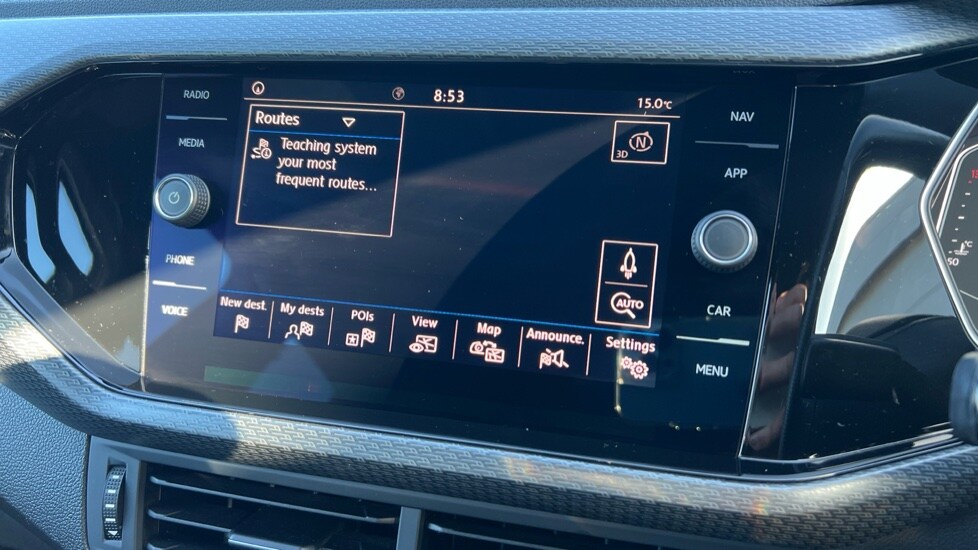 RADIO
MEDIA
PHONE
VOICE
8:53
15.0°C
Routes
Teaching system
your most
frequent routes...
N
3D
AUTO
New dest.
My dests
POIs
View
Map
Announce.
Settings
NAV
APP
CAR
MENU
°C
50